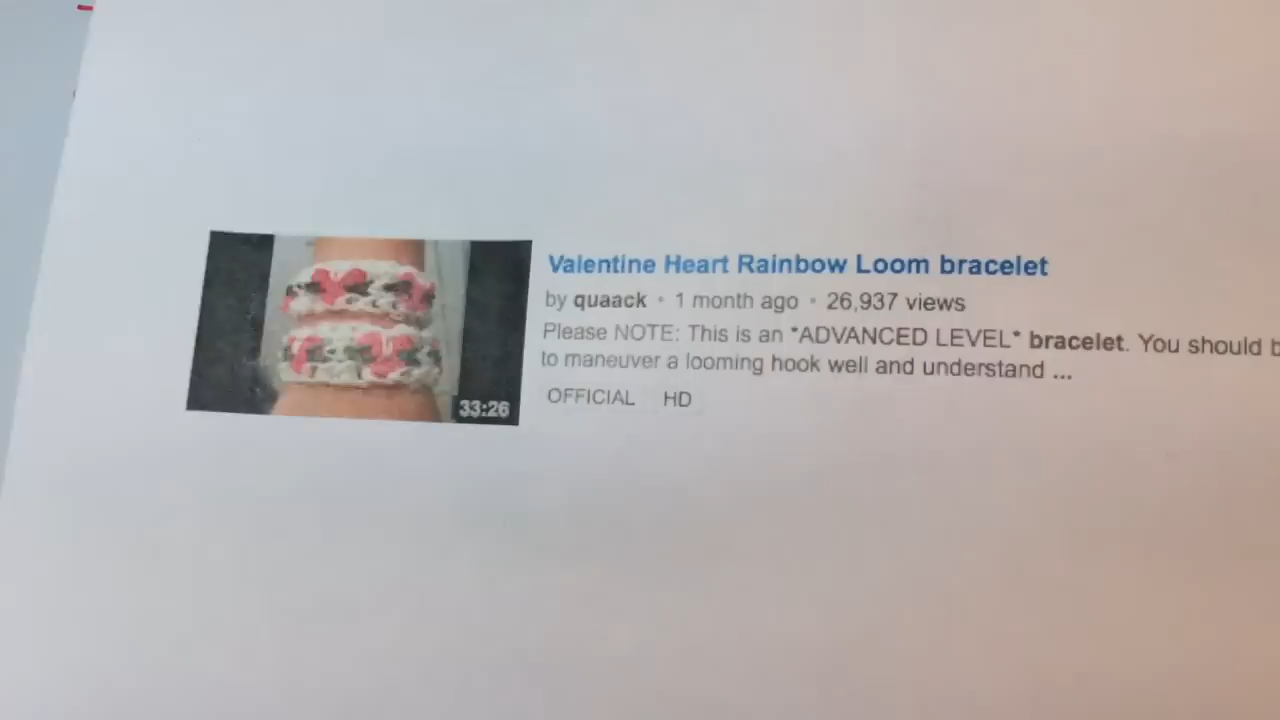 Valentine Heart Rainbow Loom bracelet
by quaack • 1 month ago • 26,937 views
Please NOTE: This is an *ADVANCED LEVEL* bracelet. You should
to maneuver a looming hook well and understand ...
OFFICIAL HD
33:26